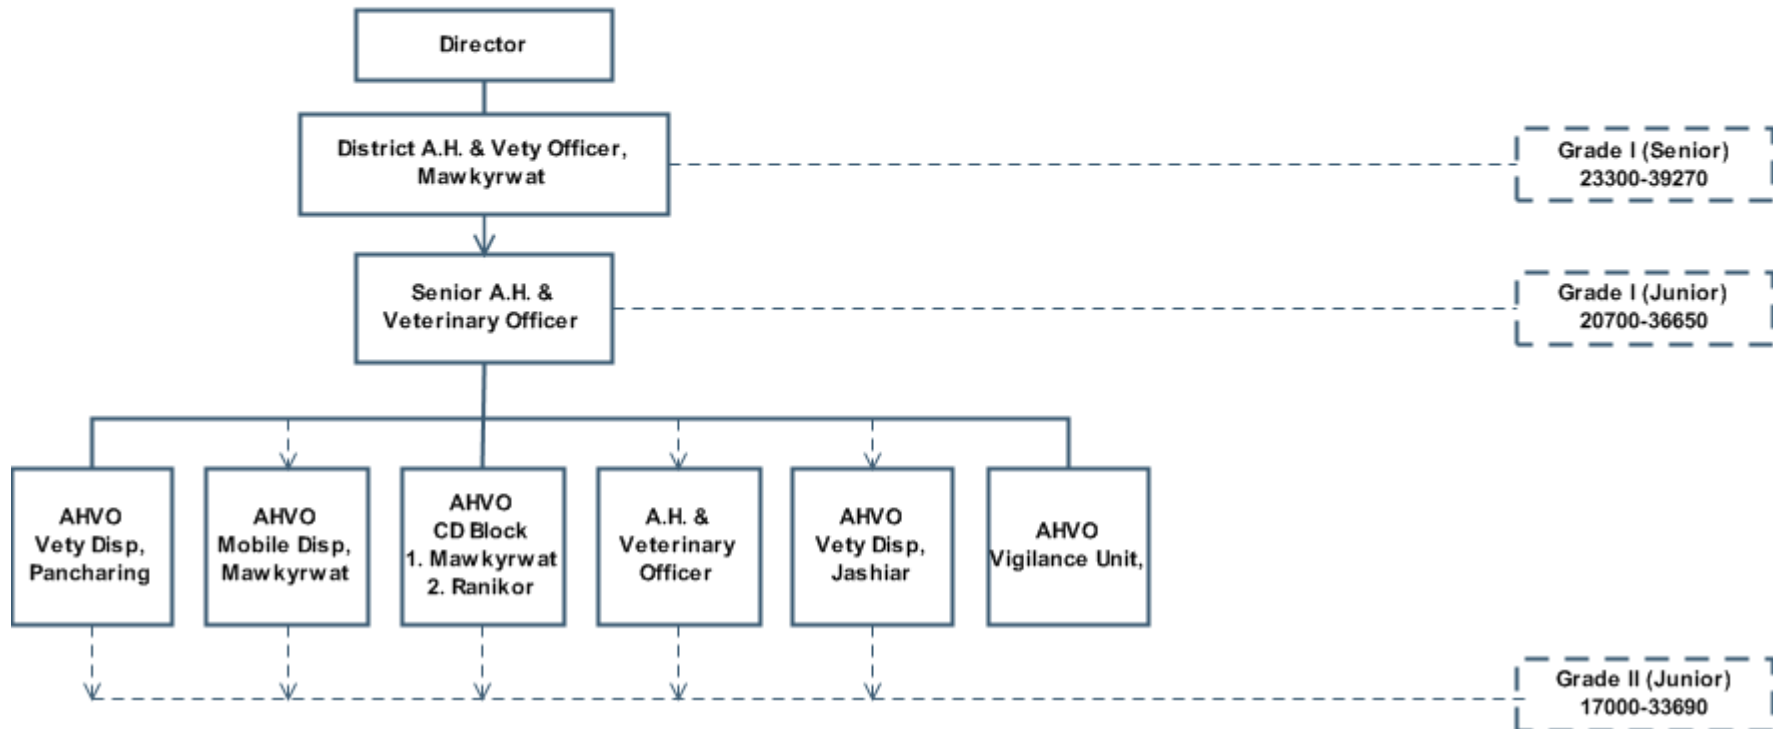 Director
District A.H. & Vety Officer,
Mawkyrwat
Grade I (Senior)
23300-39270
Senior A.H. &
Veterinary Officer
Grade I (Junior)
20700-36650
AHVO
Vety Disp,
Pancharing
AHVO
Mobile Disp,
Mawkyrwat
AHVO
CD Block
1. Mawkyrwat
2. Ranikor
A.H. &
Veterinary
Officer
AHVO
Vety Disp,
Jashiar
AHVO
Vigilance Unit,
Grade II (Junior)
17000-33690